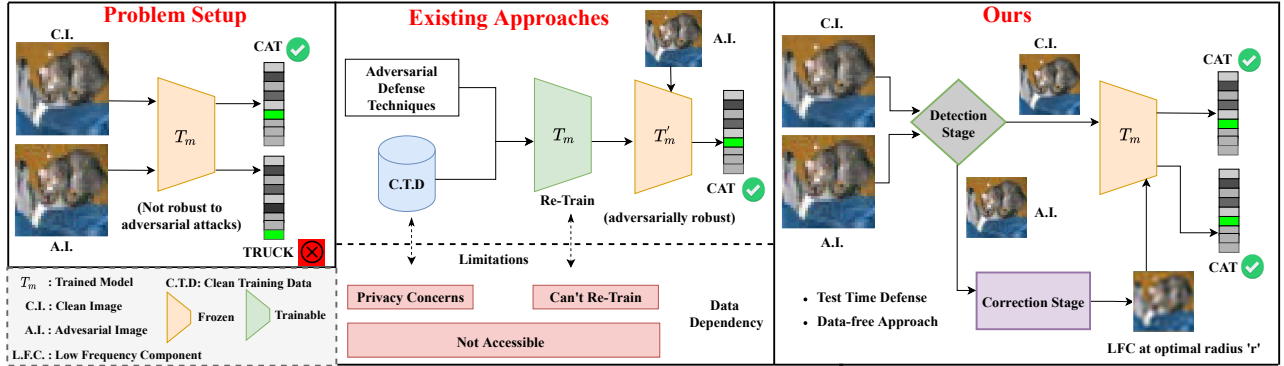 Problem Setup
C.I.
CAT
T_m
(Not robust to
adversarial attacks)
A.I.
TRUCK
T_m : Trained Model
C.T.D: Clean Training Data
C.I. : Clean Image
A.I. : Advesarial Image
Frozen
Trainable
L.F.C. : Low Frequency Component
Existing Approaches
A.I.
Adversarial
Defense
Techniques
C.T.D
T_m
T'_m
Re-Train
(adversarially robust)
CAT
Limitations
Privacy Concerns
Can't Re-Train
Not Accessible
Data
Dependency
Ours
C.I.
A.I.
Detection
Stage
C.I.
A.I.
T_m
CAT
CAT
Correction Stage
• Test Time Defense
• Data-free Approach
LFC at optimal radius 'r'